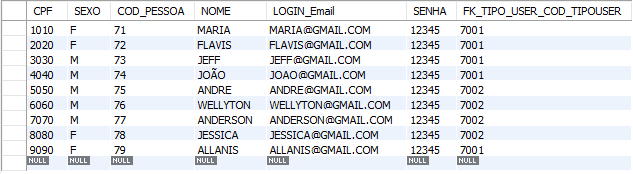 CPF SEXO COD_PESSOA NOME LOGIN_Email SENHA FK_TIPO_USER_COD_TIPOUSER
1010 F 71 MARIA MARIA@GMAIL.COM 12345 7001
2020 F 72 FLAVIS FLAVIS@GMAIL.COM 12345 7001
3030 M 73 JEFF JEFF@GMAIL.COM 12345 7001
4040 M 74 JOÃO JOAO@GMAIL.COM 12345 7001
5050 M 75 ANDRE ANDRE@GMAIL.COM 12345 7002
6060 M 76 WELLYTON WELLYTON@GMAIL.COM 12345 7002
7070 M 77 ANDERSON ANDERSON@GMAIL.COM 12345 7002
8080 F 78 JESSICA JESSICA@GMAIL.COM 12345 7002
9090 F 79 ALLANIS ALLANIS@GMAIL.COM 12345 7001
NULL NULL NULL NULL NULL NULL NULL